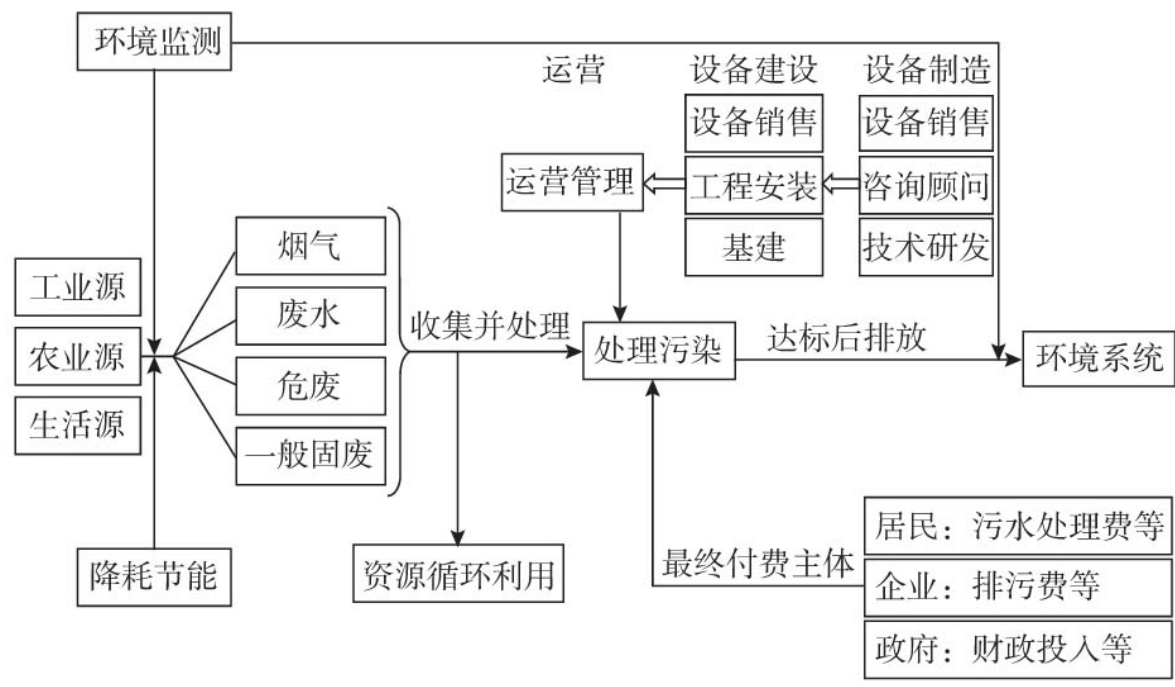 环境监测
运营
设备建设
设备制造
设备销售
设备销售
运营管理
工程安装
咨询顾问
基建
技术研发
烟气
工业源
废水
收集并处理
农业源
处理污染
达标后排放
环境系统
危废
生活源
一般固废
居民：污水处理费等
降耗节能
资源循环利用
最终付费主体
企业：排污费等
政府：财政投入等